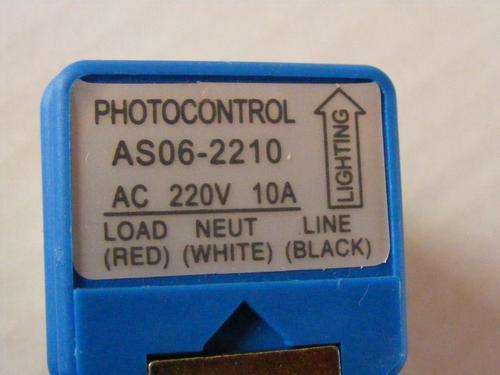 PHOTOCONTROL
AS06-2210
AC 220V 10A
LOAD NEUT LINE
(RED) (WHITE) (BLACK)
LIGHTING